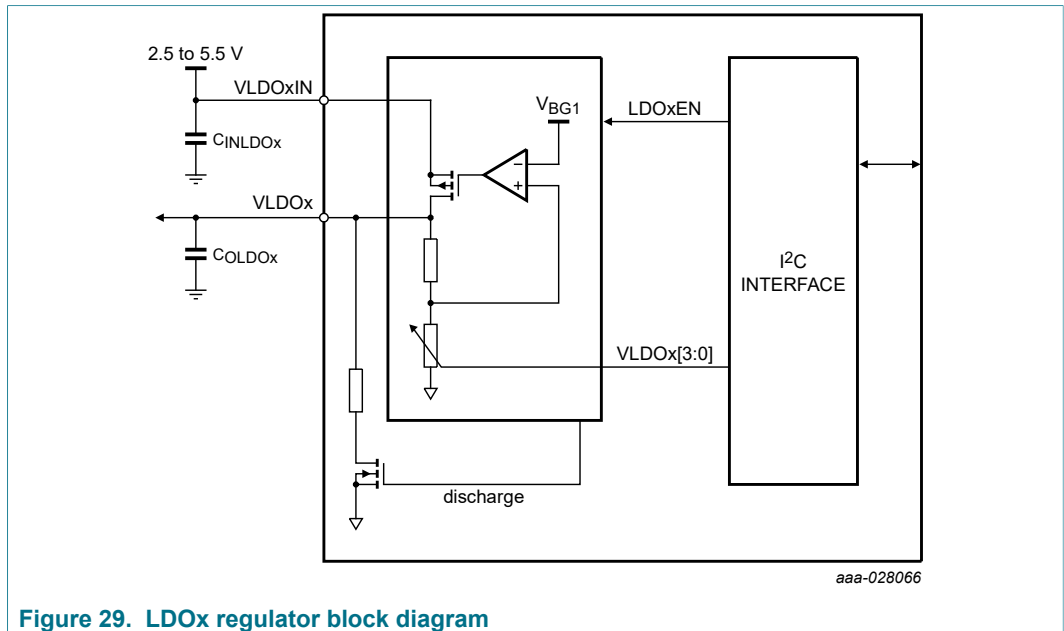 2.5 to 5.5 V
VLDOxIN
CINLDOx
VLDOx
COLDOx
VBG1
−
+
LDOxEN
I2C
INTERFACE
VLDOx[3:0]
discharge
aaa-028066
Figure 29. LDOx regulator block diagram